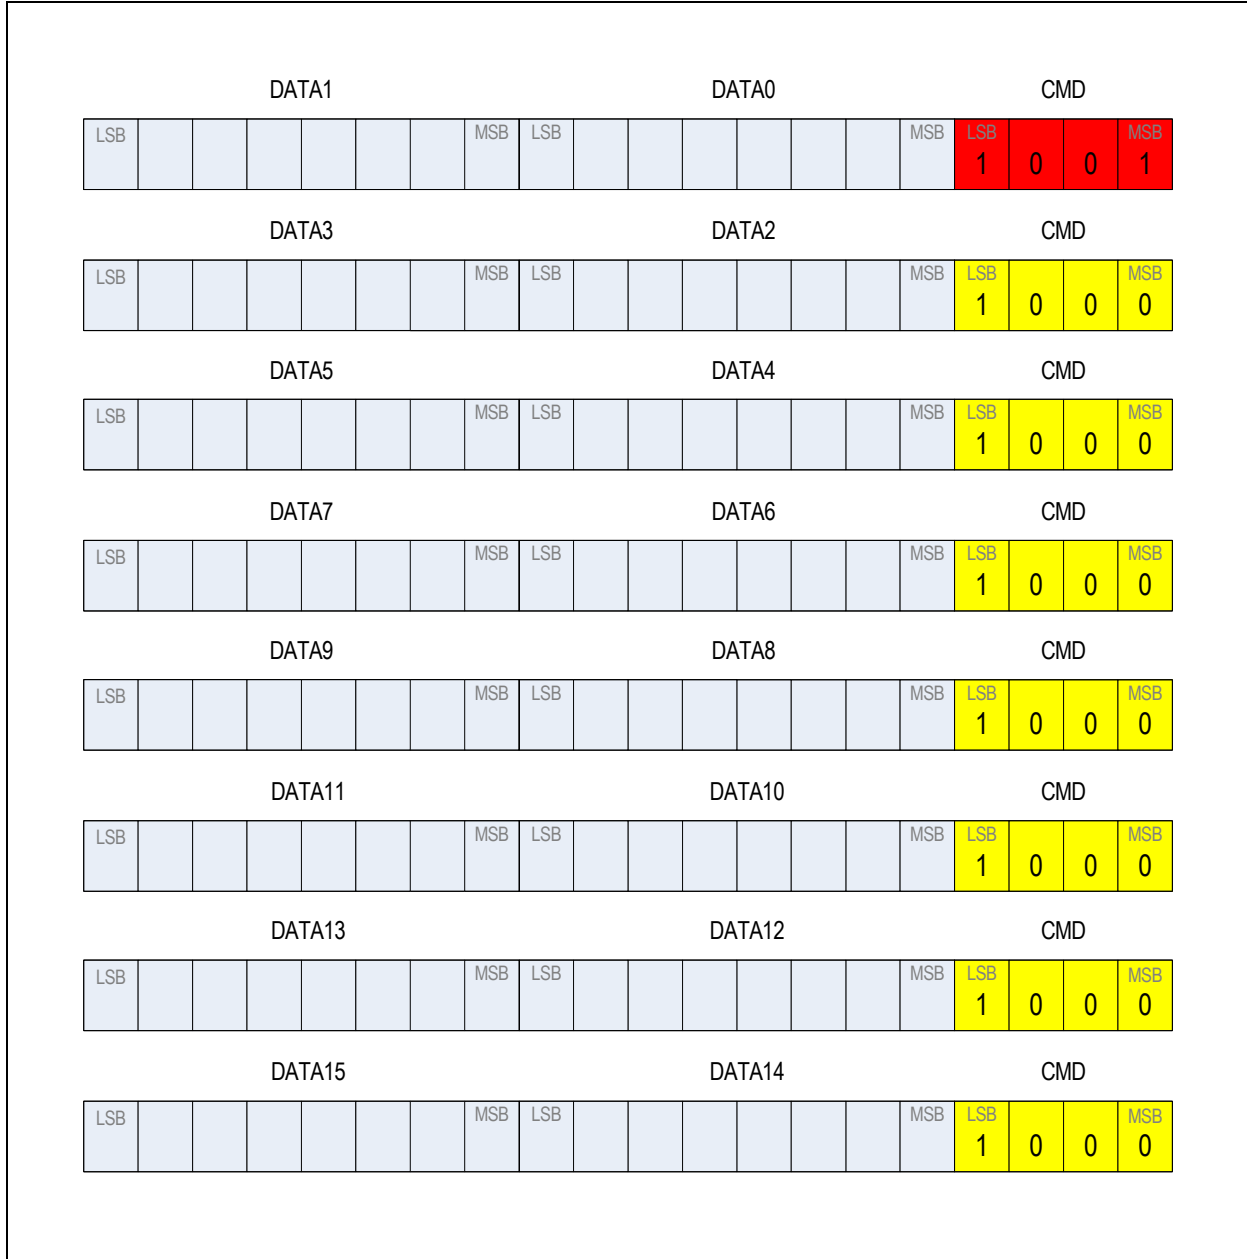 DATA1 DATA0 CMD
LSB MSB LSB MSB LSB MSB
1 0 0 1
DATA3 DATA2 CMD
LSB MSB LSB MSB LSB MSB
1 0 0 0
DATA5 DATA4 CMD
LSB MSB LSB MSB LSB MSB
1 0 0 0
DATA7 DATA6 CMD
LSB MSB LSB MSB LSB MSB
1 0 0 0
DATA9 DATA8 CMD
LSB MSB LSB MSB LSB MSB
1 0 0 0
DATA11 DATA10 CMD
LSB MSB LSB MSB LSB MSB
1 0 0 0
DATA13 DATA12 CMD
LSB MSB LSB MSB LSB MSB
1 0 0 0
DATA15 DATA14 CMD
LSB MSB LSB MSB LSB MSB
1 0 0 0